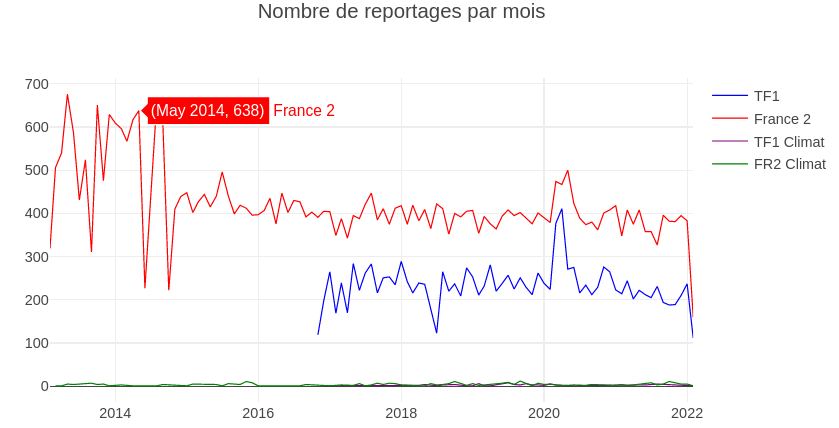 Nombre de reportages par mois
700
600
500
400
300
200
100
0
(May 2014, 638) France 2
2014 2016 2018 2020 2022
TF1
France 2
TF1 Climat
FR2 Climat